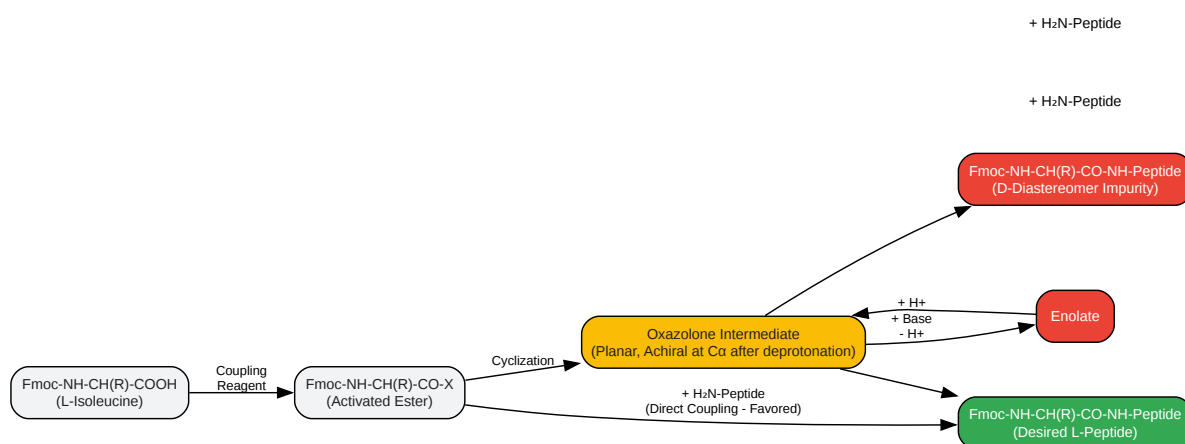 + H₂N-Peptide
+ H₂N-Peptide
Fmoc-NH-CH(R)-CO-NH-Peptide
(D-Diastereomer Impurity)
+ H+
+ Base
- H+
Enolate
Oxazolone Intermediate
(Planar, Achiral at Cα after deprotonation)
Cyclization
Coupling
Reagent
Fmoc-NH-CH(R)-COOH
(L-Isoleucine)
Fmoc-NH-CH(R)-CO-X
(Activated Ester)
+ H₂N-Peptide
(Direct Coupling - Favored)
Fmoc-NH-CH(R)-CO-NH-Peptide
(Desired L-Peptide)